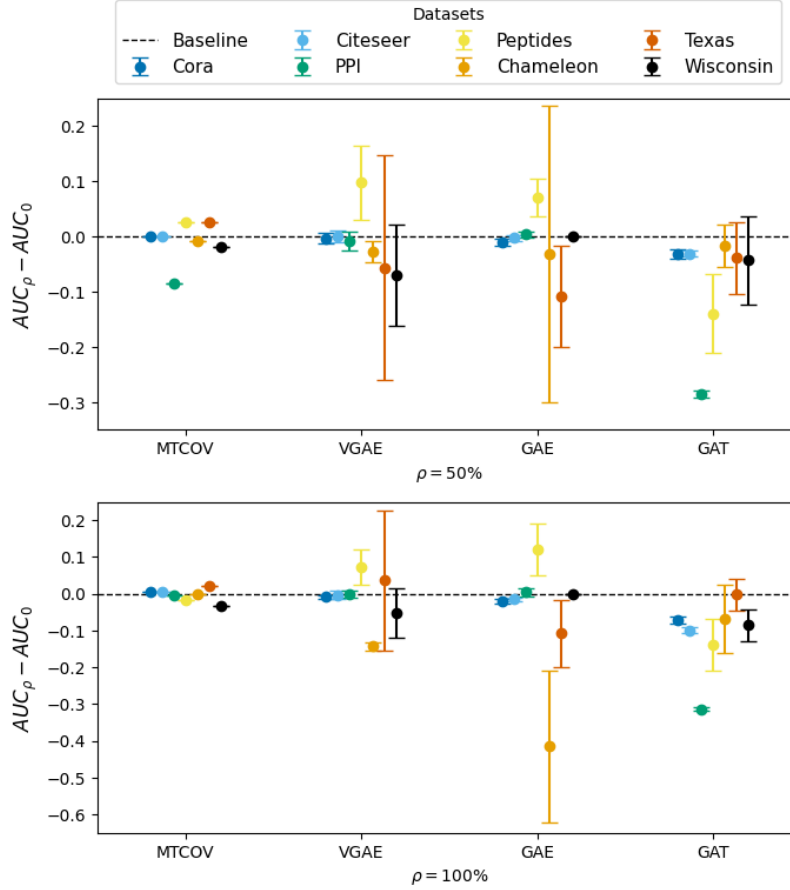 Datasets
Baseline Citeseer Peptides Texas
Cora PPI Chameleon Wisconsin
0.2
0.1
0.0
−0.1
−0.2
−0.3
AUCρ − AUC0
MTCOV VGAE GAE GAT
ρ = 50%
0.2
0.1
0.0
−0.1
−0.2
−0.3
−0.4
−0.5
−0.6
AUCρ − AUC0
MTCOV VGAE GAE GAT
ρ = 100%